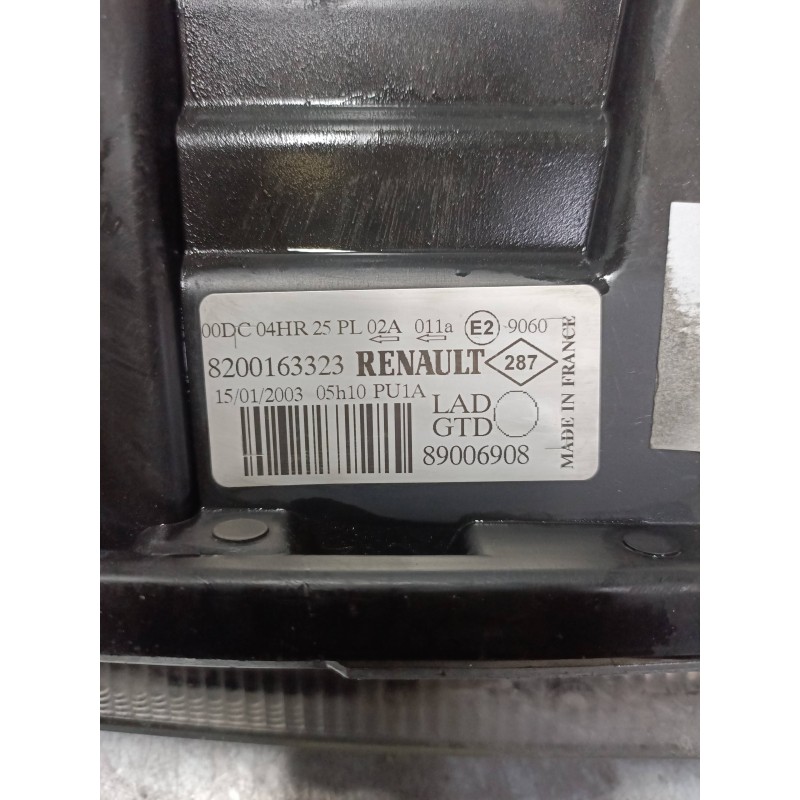 00DC 04HR 25 PL 02A 011a E2 9060
8200163323 RENAULT 287
15/01/2003 05h10 PU1A
LAD
GTD
89006908
MADE IN FRANCE